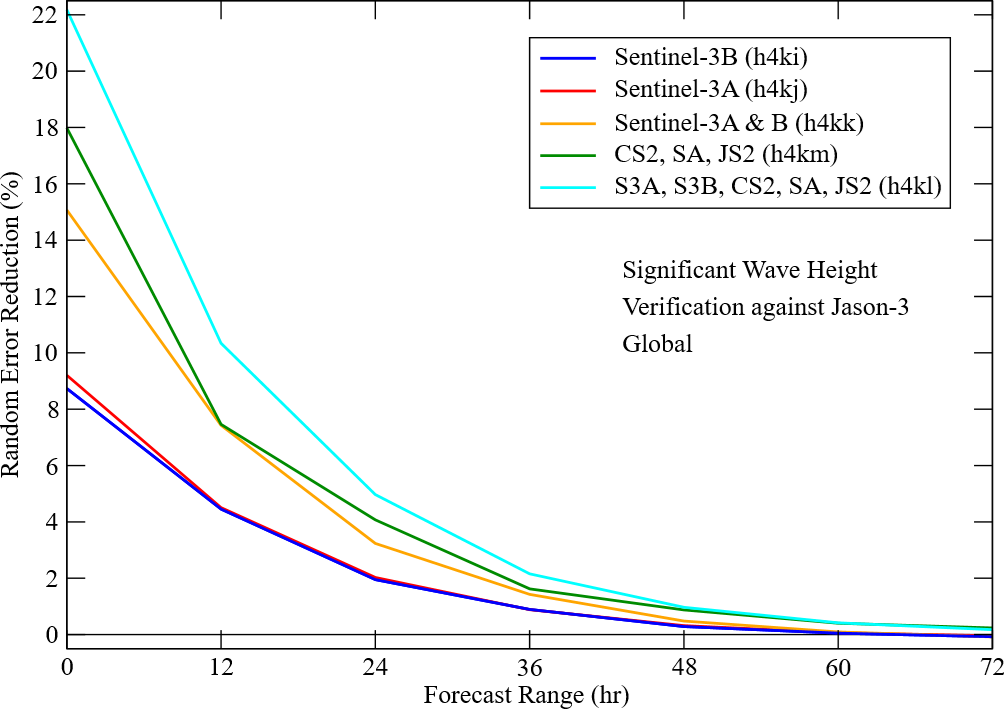 22
20
18
16
14
12
10
8
6
4
2
0
Random Error Reduction (%)
Sentinel-3B (h4ki)
Sentinel-3A (h4kj)
Sentinel-3A & B (h4kk)
CS2, SA, JS2 (h4km)
S3A, S3B, CS2, SA, JS2 (h4kl)
Significant Wave Height
Verification against Jason-3
Global
0 12 24 36 48 60 72
Forecast Range (hr)